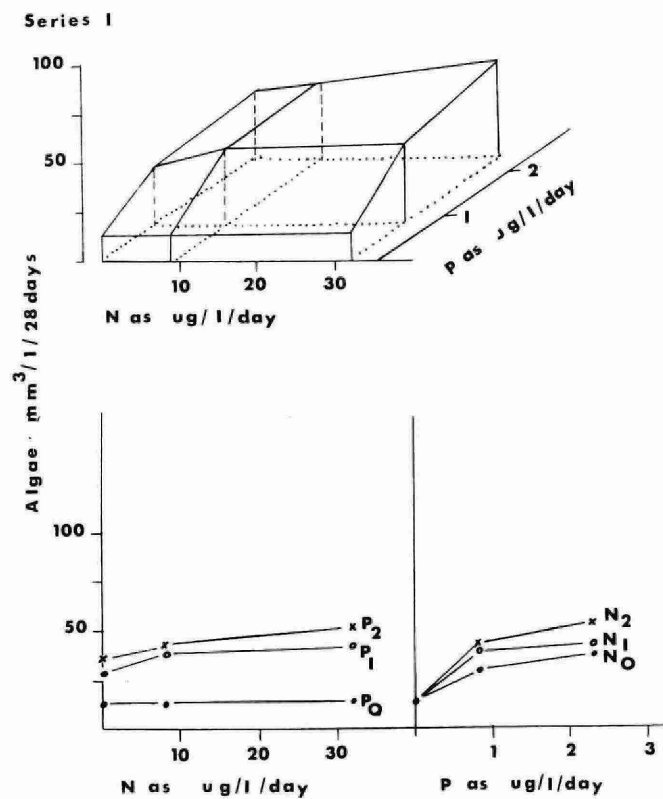 Series I
100
50
2
1
P as ug/l/day
10 20 30
N as ug/l/day
Algae · mm³/l/28 days
100
50
P2
P1
PO
N2
N1
NO
10 20 30
1 2 3
N as ug/l/day
P as ug/l/day